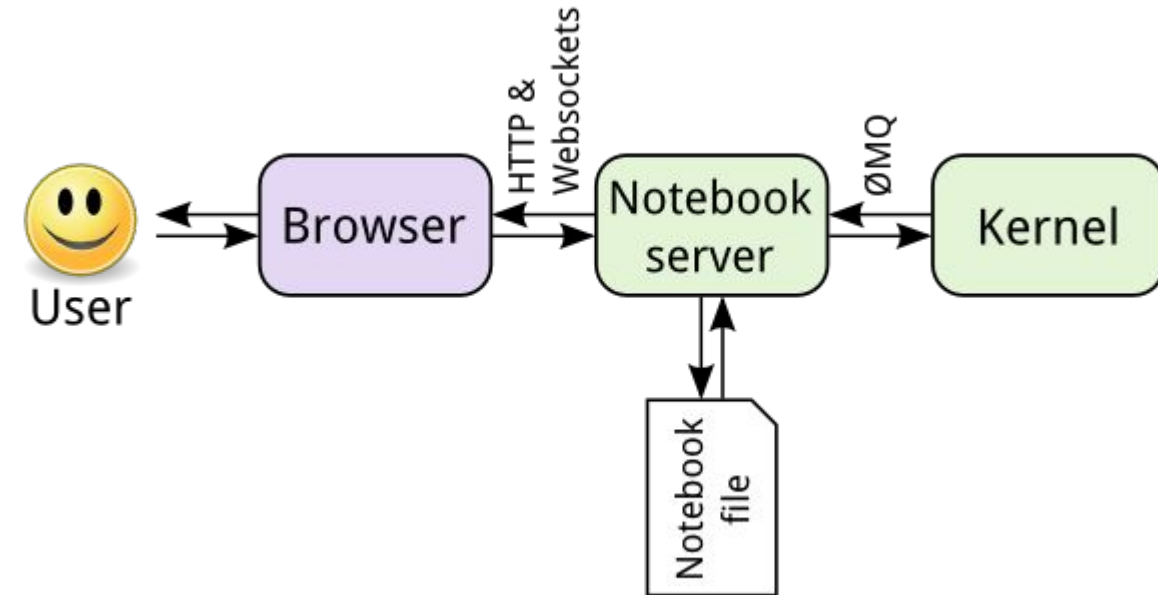 User
Browser
HTTP &
Websockets
Notebook
server
ØMQ
Kernel
Notebook
file